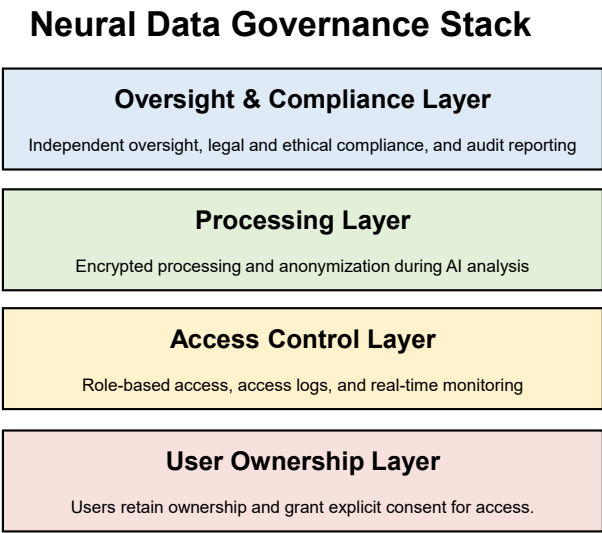 Neural Data Governance Stack
Oversight & Compliance Layer
Independent oversight, legal and ethical compliance, and audit reporting
Processing Layer
Encrypted processing and anonymization during AI analysis
Access Control Layer
Role-based access, access logs, and real-time monitoring
User Ownership Layer
Users retain ownership and grant explicit consent for access.